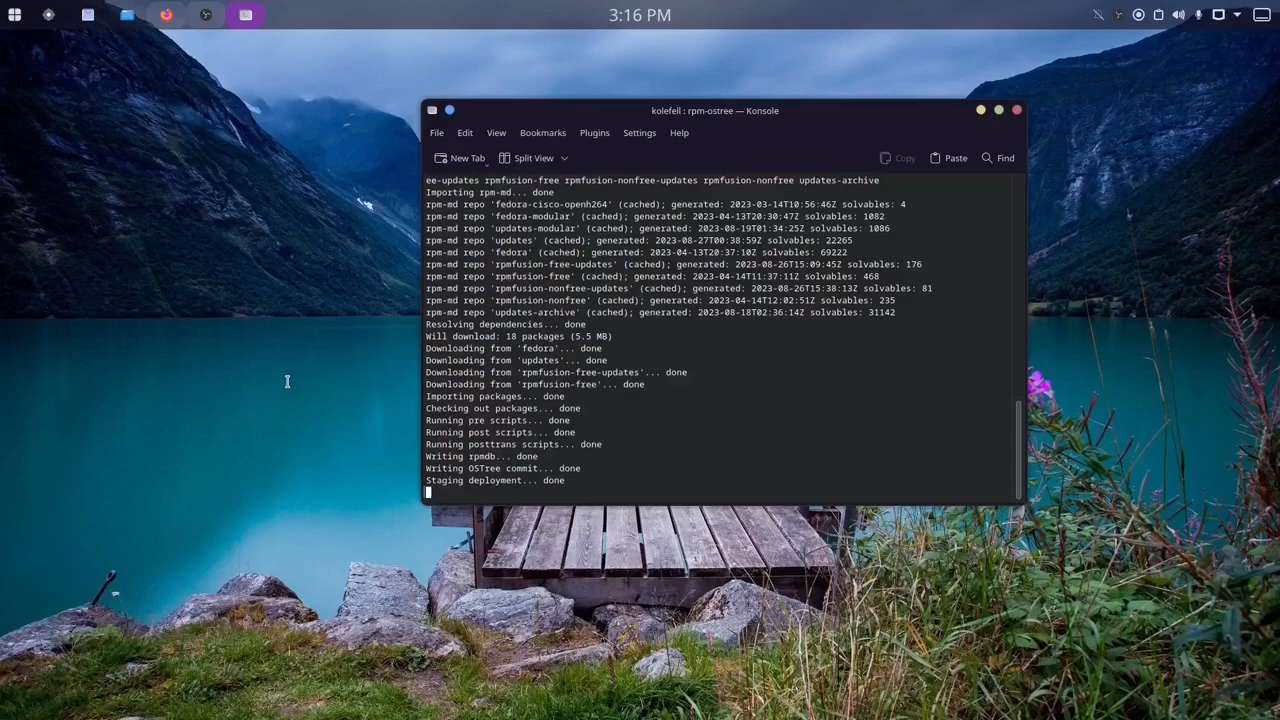 3:16 PM
kolefell : rpm-ostree — Konsole
File Edit View Bookmarks Plugins Settings Help
New Tab Split View Copy Paste Find
ee-updates rpmfusion-free rpmfusion-nonfree-updates rpmfusion-nonfree updates-archive
Importing rpm-md... done
rpm-md repo 'fedora-cisco-openh264' (cached); generated: 2023-03-14T10:56:46Z solvables: 4
rpm-md repo 'fedora-modular' (cached); generated: 2023-04-13T20:30:47Z solvables: 1082
rpm-md repo 'updates-modular' (cached); generated: 2023-08-19T01:34:25Z solvables: 1086
rpm-md repo 'updates' (cached); generated: 2023-08-27T00:38:59Z solvables: 22265
rpm-md repo 'fedora' (cached); generated: 2023-04-13T20:37:10Z solvables: 69222
rpm-md repo 'rpmfusion-free-updates' (cached); generated: 2023-08-26T15:09:45Z solvables: 176
rpm-md repo 'rpmfusion-free' (cached); generated: 2023-04-14T11:37:11Z solvables: 468
rpm-md repo 'rpmfusion-nonfree-updates' (cached); generated: 2023-08-26T15:38:13Z solvables: 81
rpm-md repo 'rpmfusion-nonfree' (cached); generated: 2023-04-14T12:02:51Z solvables: 235
rpm-md repo 'updates-archive' (cached); generated: 2023-08-18T02:36:14Z solvables: 31142
Resolving dependencies... done
Will download: 18 packages (5.5 MB)
Downloading from 'fedora'... done
Downloading from 'updates'... done
Downloading from 'rpmfusion-free-updates'... done
Downloading from 'rpmfusion-free'... done
Importing packages... done
Checking out packages... done
Running pre scripts... done
Running post scripts... done
Running posttrans scripts... done
Writing rpmdb... done
Writing OSTree commit... done
Staging deployment... done